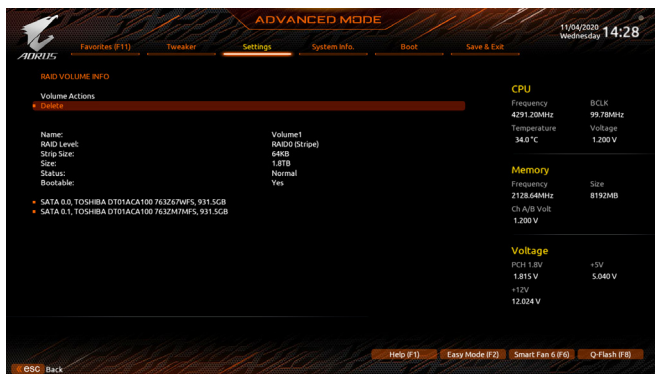 ADVANCED MODE
11/04/2020 Wednesday 14:28
AORUS
Favorites (F11) Tweaker Settings System Info. Boot Save & Exit
RAID VOLUME INFO
Volume Actions
Delete
Name: Volume1
RAID Level: RAID0 (Stripe)
Strip Size: 64KB
Size: 1.8TB
Status: Normal
Bootable: Yes
SATA 0.0, TOSHIBA DT01ACA100 763Z67WFS, 931.5GB
SATA 0.1, TOSHIBA DT01ACA100 763ZM7MFS, 931.5GB
CPU
Frequency BCLK
4291.20MHz 99.78MHz
Temperature Voltage
34.0 °C 1.200 V
Memory
Frequency Size
2128.64MHz 8192MB
Ch A/B Volt
1.200 V
Voltage
PCH 1.8V +5V
1.815 V 5.040 V
+12V
12.024 V
Help (F1) Easy Mode (F2) Smart Fan 6 (F6) Q-Flash (F8)
esc Back